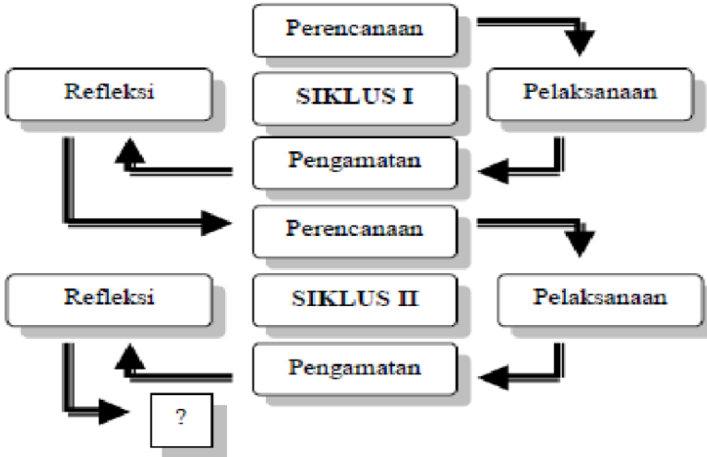 Perencanaan
Refleksi
SIKLUS I
Pelaksanaan
Pengamatan
Perencanaan
Refleksi
SIKLUS II
Pelaksanaan
Pengamatan
?